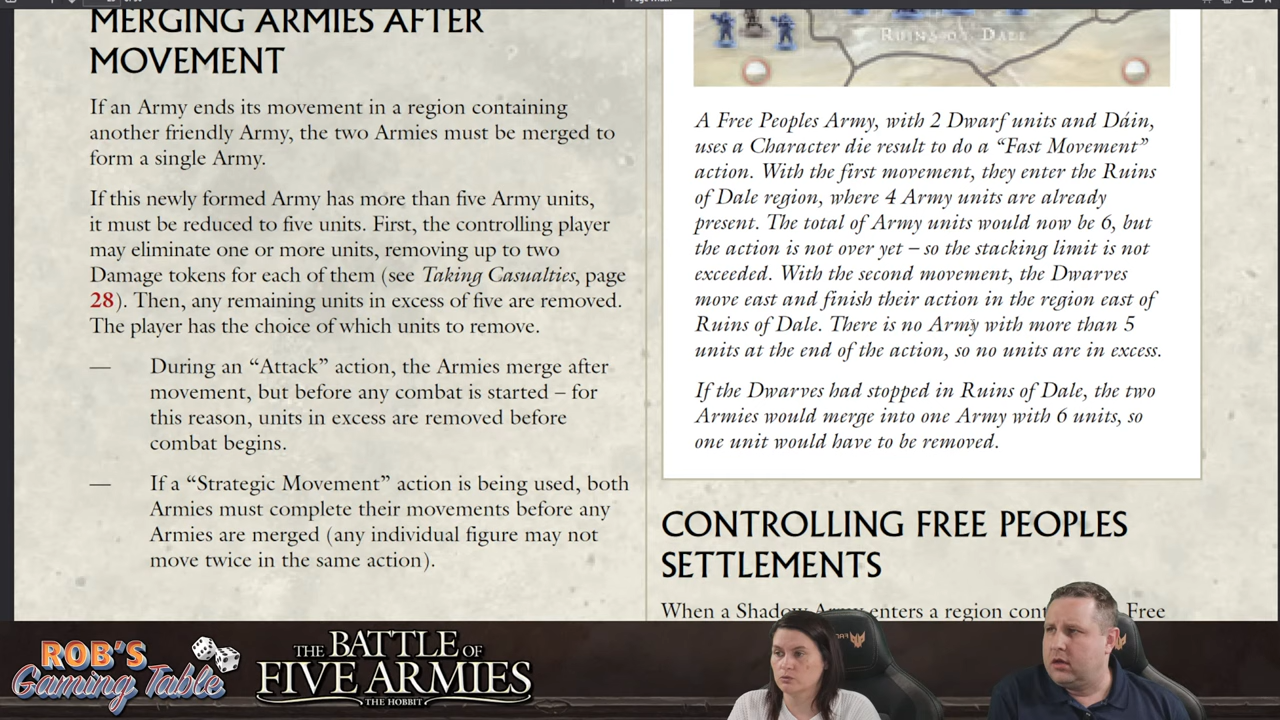 MERGING ARMIES AFTER
MOVEMENT
If an Army ends its movement in a region containing
another friendly Army, the two Armies must be merged to
form a single Army.
If this newly formed Army has more than five Army units,
it must be reduced to five units. First, the controlling player
may eliminate one or more units, removing up to two
Damage tokens for each of them (see Taking Casualties, page
28). Then, any remaining units in excess of five are removed.
The player has the choice of which units to remove.
— During an “Attack” action, the Armies merge after
movement, but before any combat is started – for
this reason, units in excess are removed before
combat begins.
— If a “Strategic Movement” action is being used, both
Armies must complete their movements before any
Armies are merged (any individual figure may not
move twice in the same action).
RUINS OF DALE
A Free Peoples Army, with 2 Dwarf units and Dáin,
uses a Character die result to do a “Fast Movement”
action. With the first movement, they enter the Ruins
of Dale region, where 4 Army units are already
present. The total of Army units would now be 6, but
the action is not over yet – so the stacking limit is not
exceeded. With the second movement, the Dwarves
move east and finish their action in the region east of
Ruins of Dale. There is no Army with more than 5
units at the end of the action, so no units are in excess.
If the Dwarves had stopped in Ruins of Dale, the two
Armies would merge into one Army with 6 units, so
one unit would have to be removed.
CONTROLLING FREE PEOPLES
SETTLEMENTS
When a Shadow Army enters a region Free
ROB'S
Gaming Table
THE BATTLE OF
FIVE ARMIES
THE HOBBIT